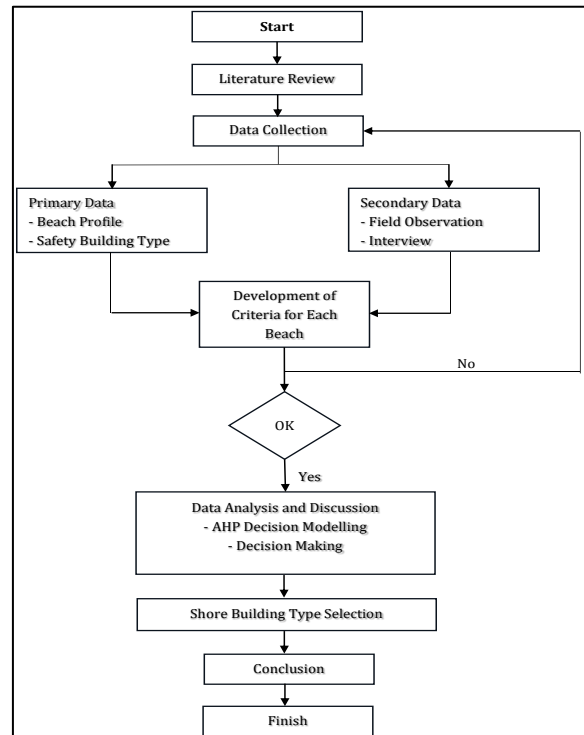 Start
Literature Review
Data Collection
Primary Data
- Beach Profile
- Safety Building Type
Secondary Data
- Field Observation
- Interview
Development of
Criteria for Each
Beach
No
OK
Yes
Data Analysis and Discussion
- AHP Decision Modelling
- Decision Making
Shore Building Type Selection
Conclusion
Finish